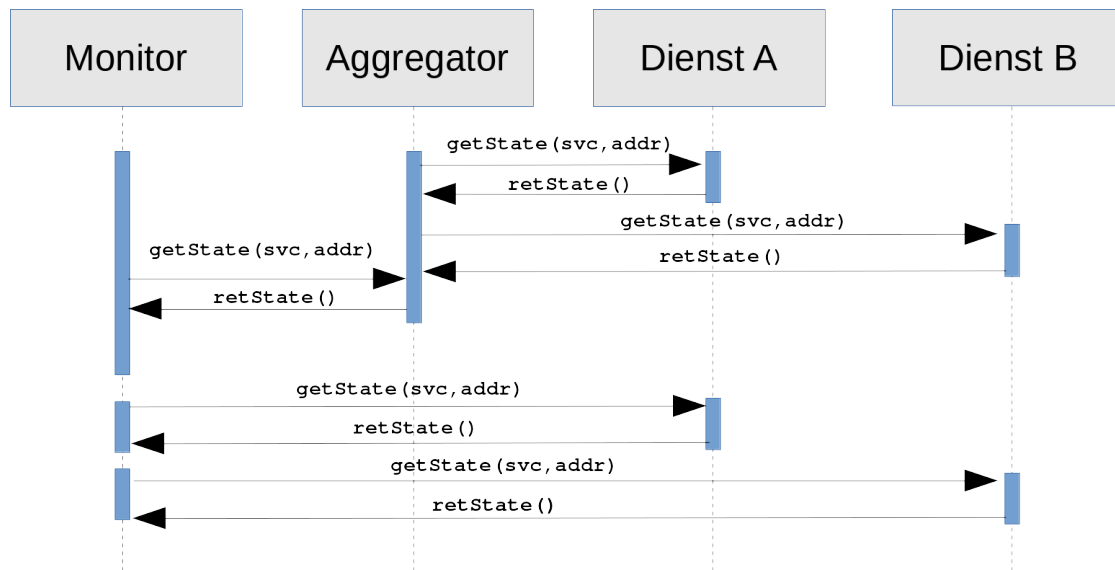 Monitor
Aggregator
Dienst A
Dienst B
getState(svc,addr)
retState()
getState(svc,addr)
getState(svc,addr)
retState()
retState()
getState(svc,addr)
retState()
getState(svc,addr)
retState()